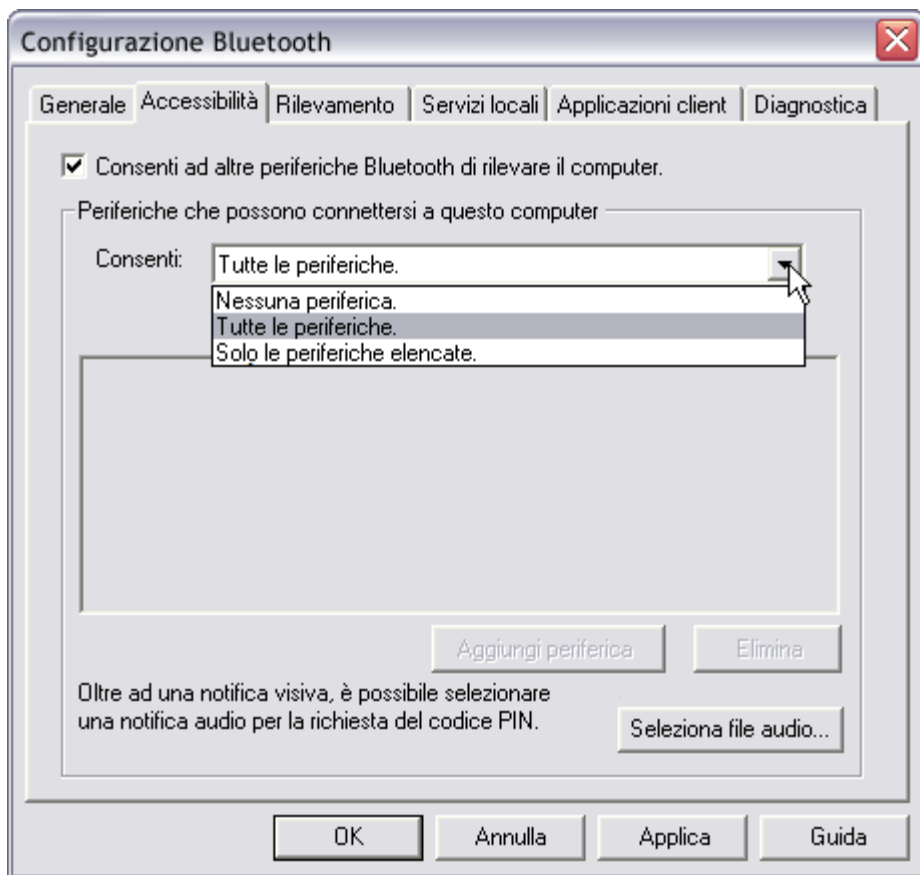 Configurazione Bluetooth
Generale Accessibilità Rilevamento Servizi locali Applicazioni client Diagnostica
Consenti ad altre periferiche Bluetooth di rilevare il computer.
Periferiche che possono connettersi a questo computer
Consenti: Tutte le periferiche.
Nessuna periferica.
Tutte le periferiche.
Solo le periferiche elencate.
Aggiungi periferica Elimina
Oltre ad una notifica visiva, è possibile selezionare
una notifica audio per la richiesta del codice PIN.
Seleziona file audio...
OK Annulla Applica Guida